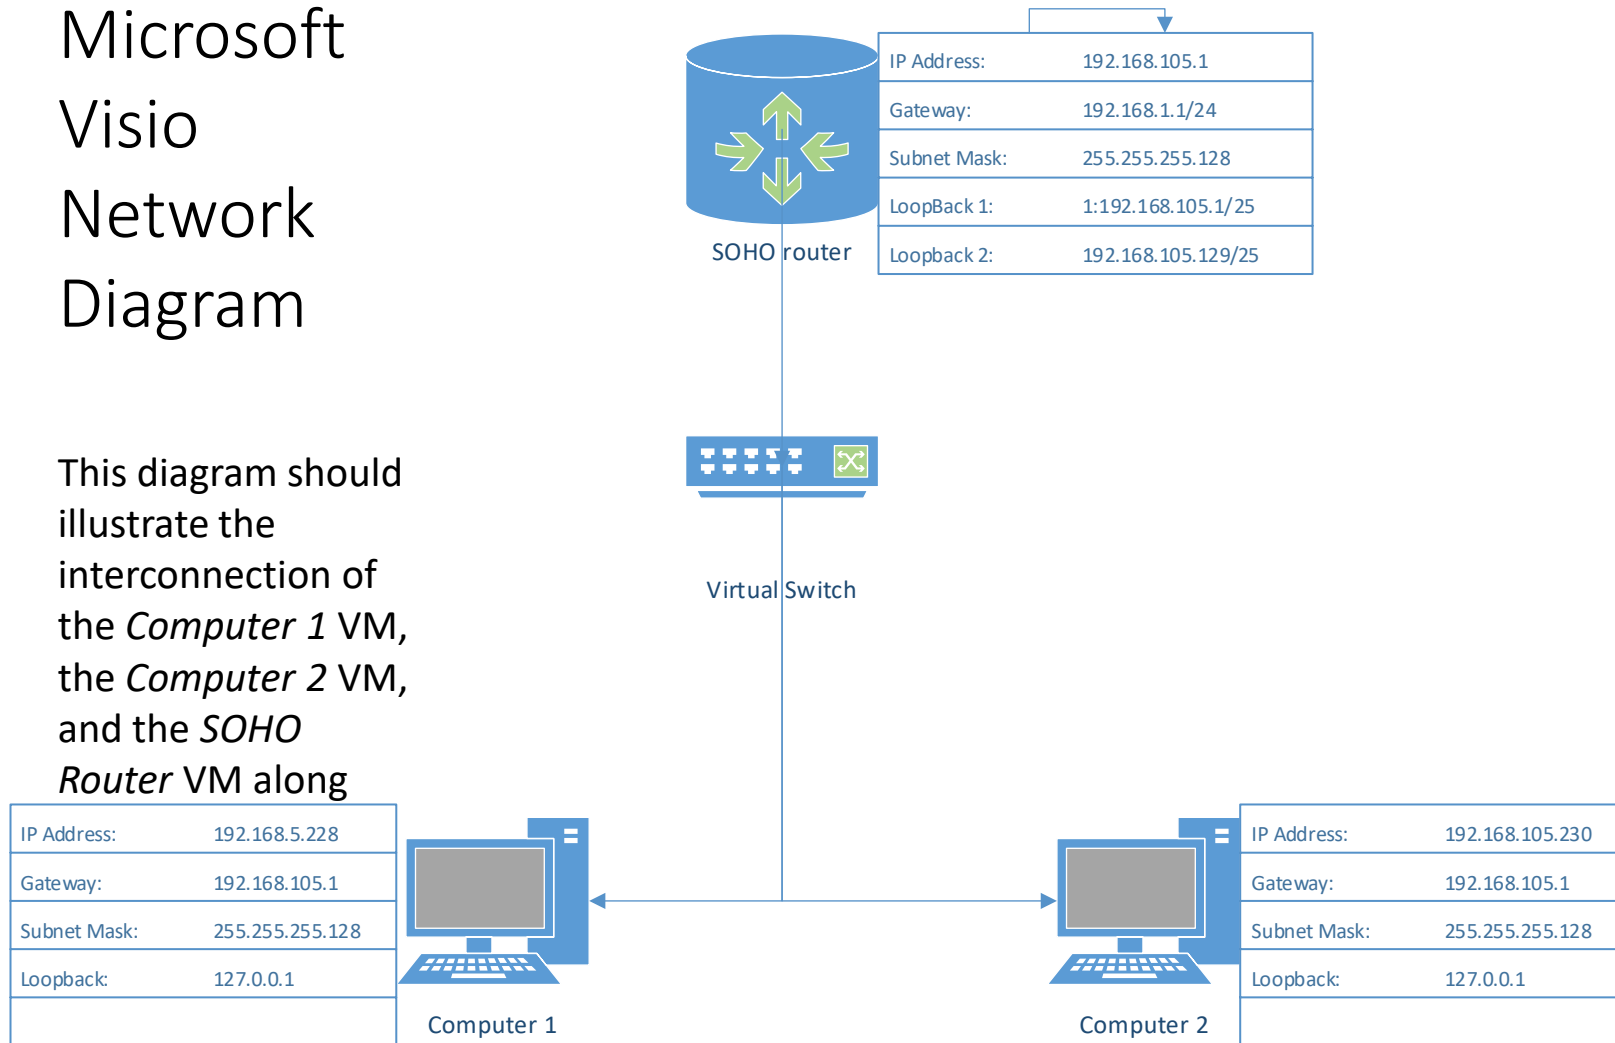 Microsoft
Visio
Network
Diagram
This diagram should
illustrate the
interconnection of
the Computer 1 VM,
the Computer 2 VM,
and the SOHO
Router VM along
IP Address: 192.168.105.1
Gateway: 192.168.1.1/24
Subnet Mask: 255.255.255.128
LoopBack 1: 1:192.168.105.1/25
Loopback 2: 192.168.105.129/25
SOHO router
Virtual Switch
IP Address: 192.168.5.228
Gateway: 192.168.105.1
Subnet Mask: 255.255.255.128
Loopback: 127.0.0.1
Computer 1
IP Address: 192.168.105.230
Gateway: 192.168.105.1
Subnet Mask: 255.255.255.128
Loopback: 127.0.0.1
Computer 2